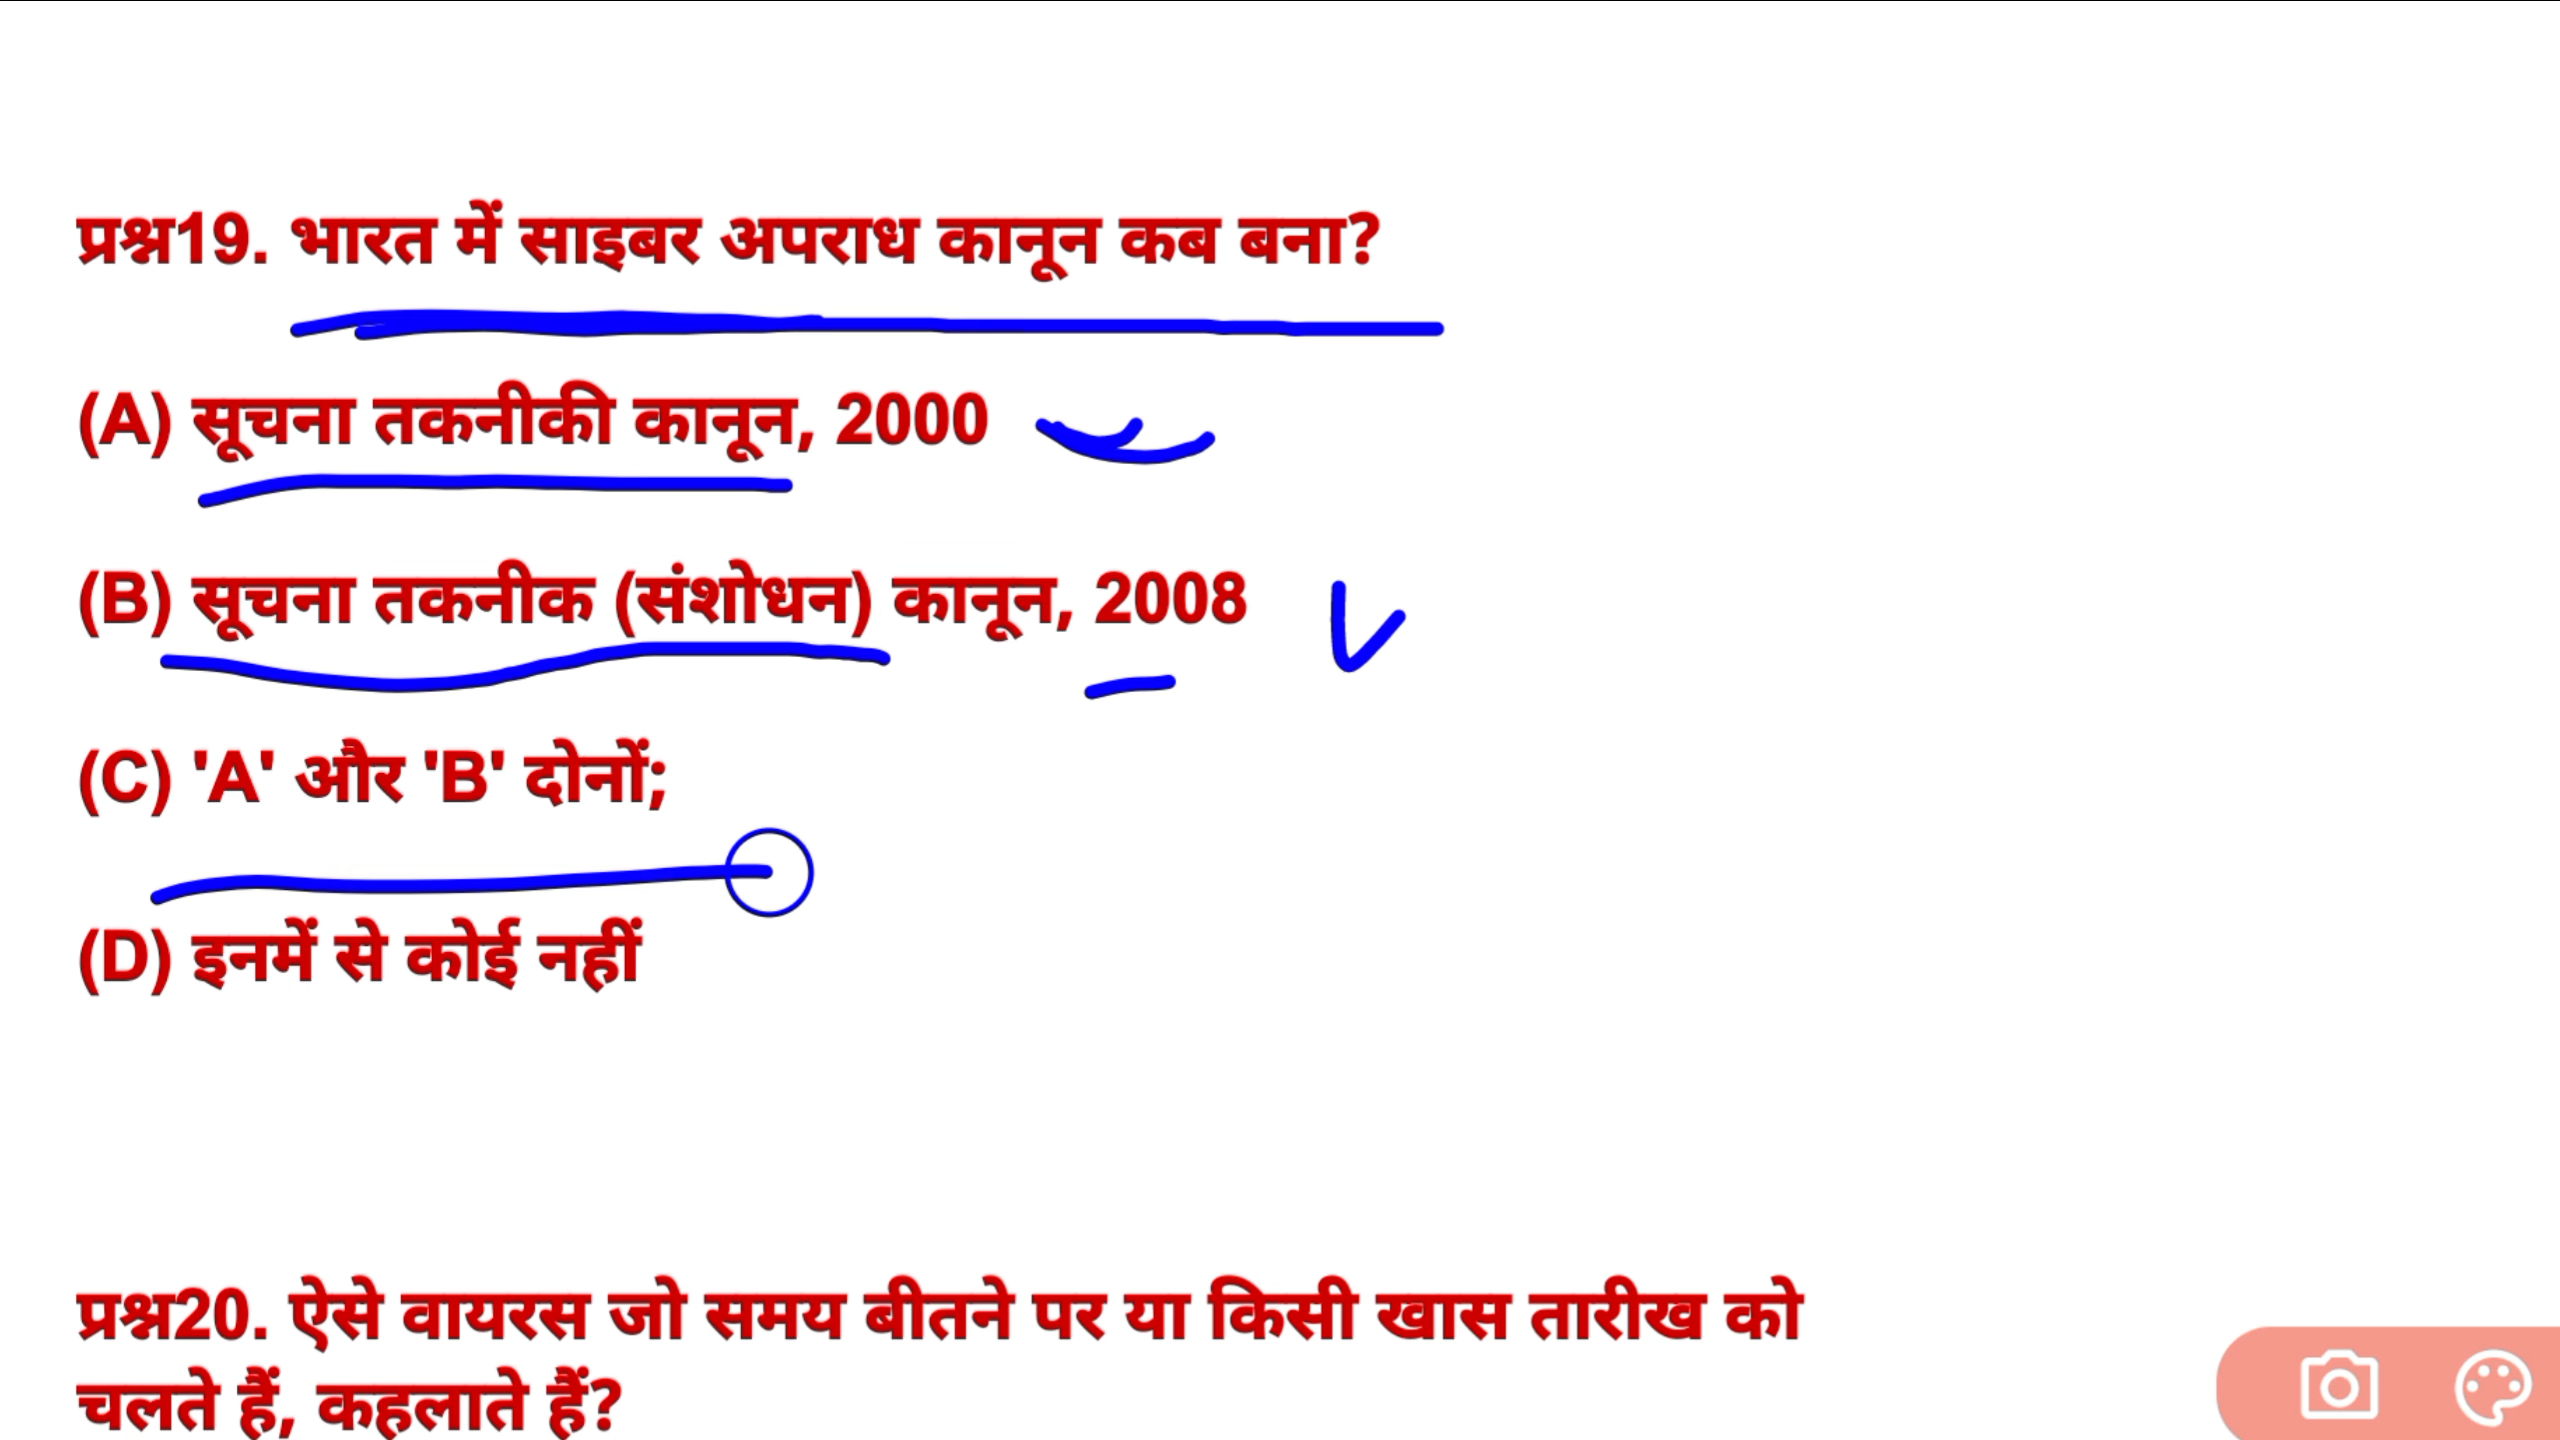 प्रश्न19. भारत में साइबर अपराध कानून कब बना?
(A) सूचना तकनीकी कानून, 2000
(B) सूचना तकनीक (संशोधन) कानून, 2008
(C) 'A' और 'B' दोनों;
(D) इनमें से कोई नहीं
प्रश्न20. ऐसे वायरस जो समय बीतने पर या किसी खास तारीख को
चलते हैं, कहलाते हैं?